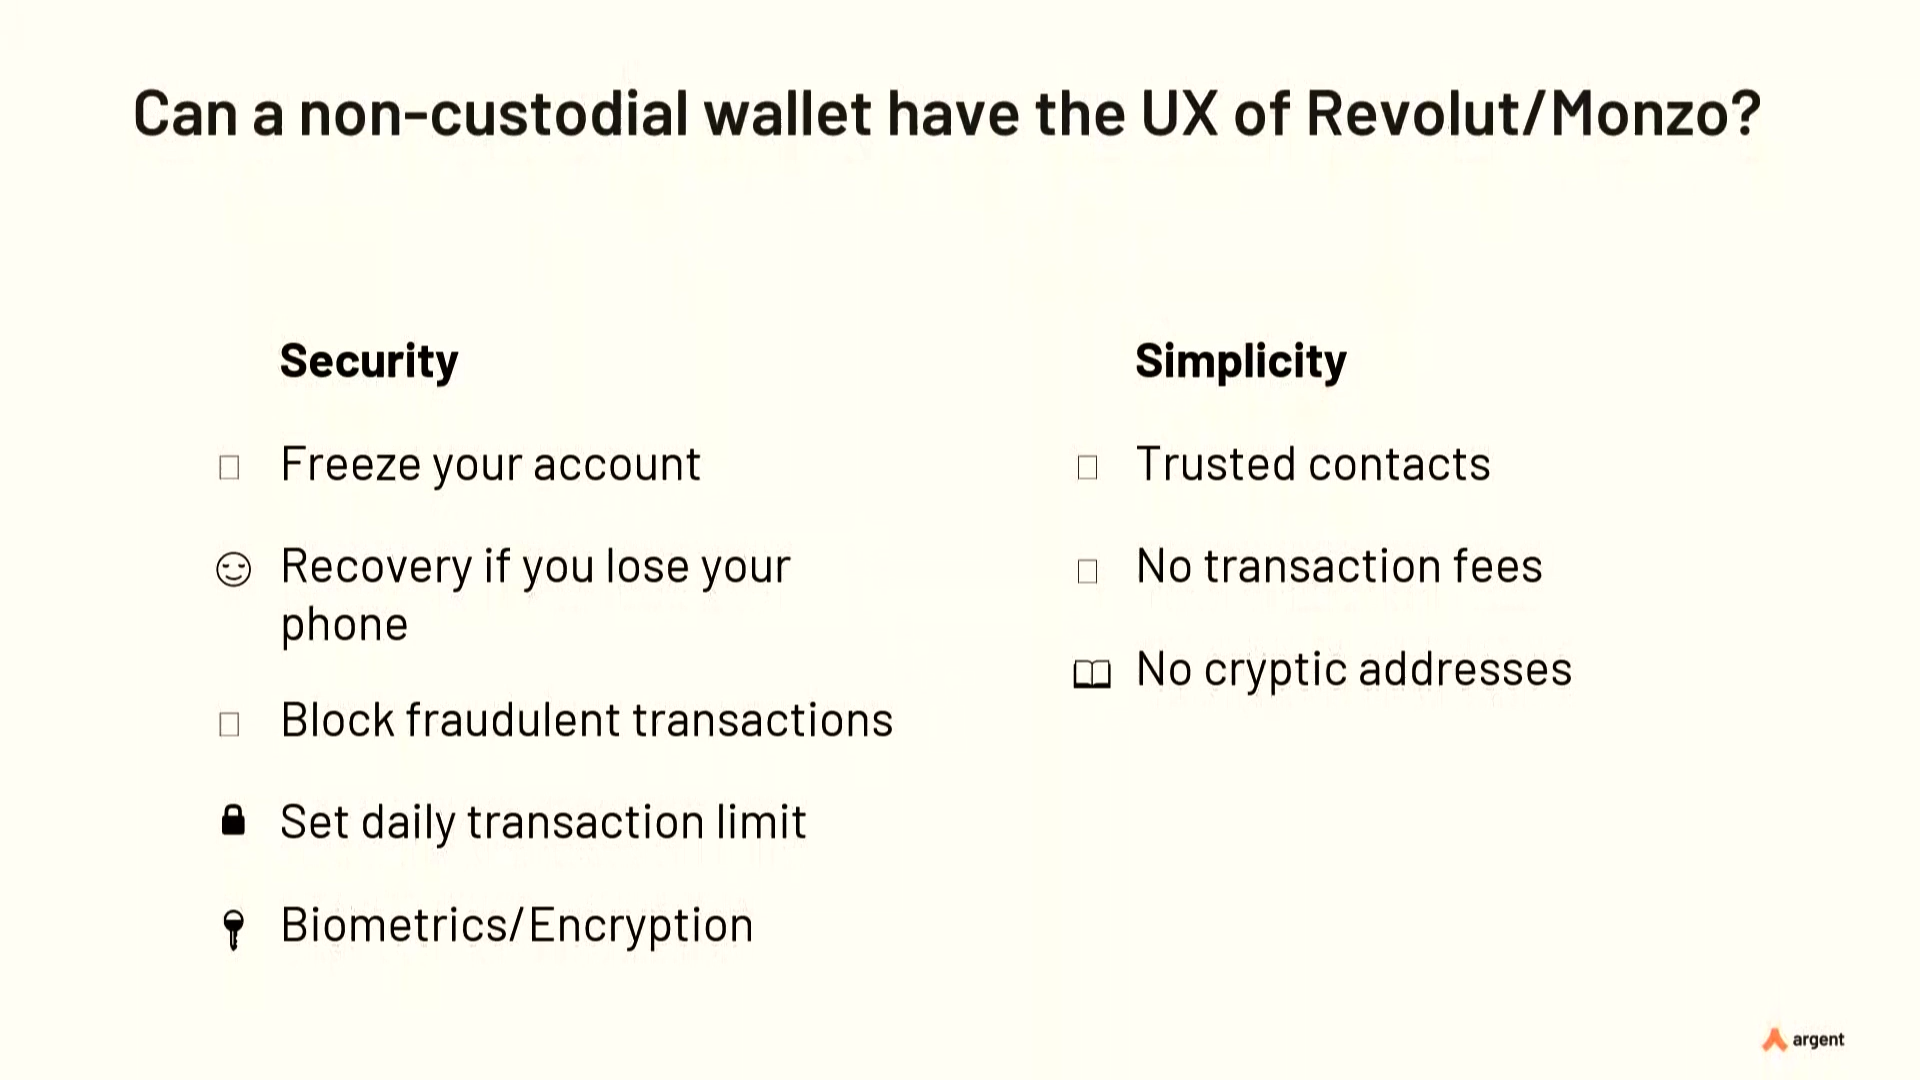 Can a non-custodial wallet have the UX of Revolut/Monzo?
Security
Freeze your account
Recovery if you lose your
phone
Block fraudulent transactions
Set daily transaction limit
Biometrics/Encryption
Simplicity
Trusted contacts
No transaction fees
No cryptic addresses
argent